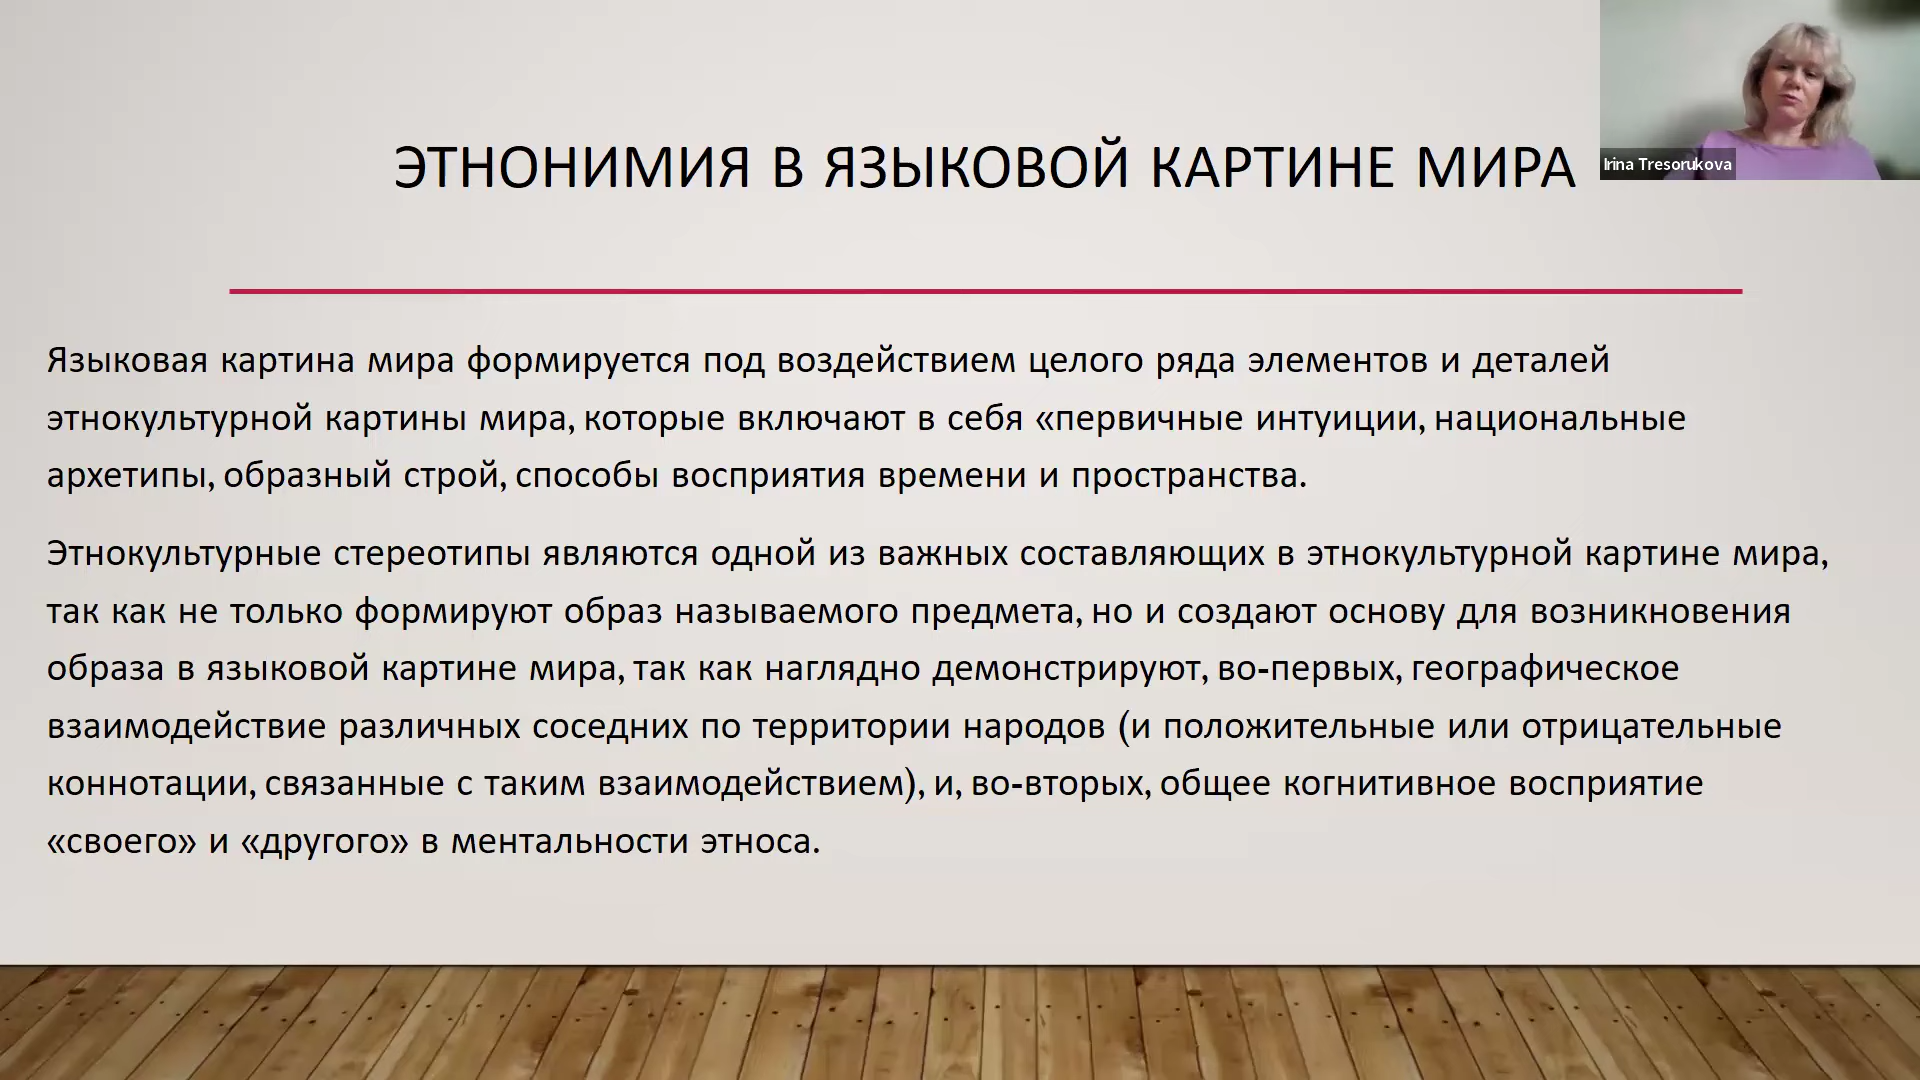 ЭТНОНИМИЯ В ЯЗЫКОВОЙ КАРТИНЕ МИРА
Irina Tresorukova
Языковая картина мира формируется под воздействием целого ряда элементов и деталей
этнокультурной картины мира, которые включают в себя «первичные интуиции, национальные
архетипы, образный строй, способы восприятия времени и пространства.
Этнокультурные стереотипы являются одной из важных составляющих в этнокультурной картине мира,
так как не только формируют образ называемого предмета, но и создают основу для возникновения
образа в языковой картине мира, так как наглядно демонстрируют, во-первых, географическое
взаимодействие различных соседних по территории народов (и положительные или отрицательные
коннотации, связанные с таким взаимодействием), и, во-вторых, общее когнитивное восприятие
«своего» и «другого» в ментальности этноса.